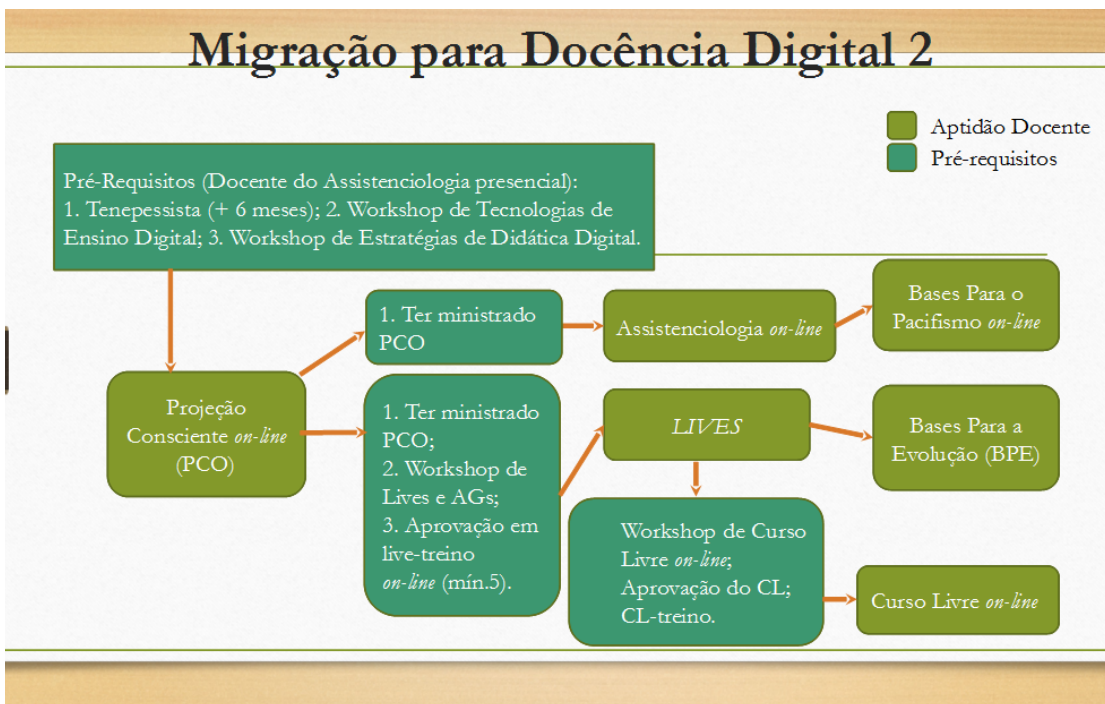 Migração para Docência Digital 2
Aptidão Docente
Pré-requisitos
Pré-Requisitos (Docente do Assistenciologia presencial):
1. Tenepessista (+ 6 meses); 2. Workshop de Tecnologias de
Ensino Digital; 3. Workshop de Estratégias de Didática Digital.
1. Ter ministrado
PCO
Assistenciologia on-line
Bases Para o
Pacifismo on-line
Projeção
Consciente on-line
(PCO)
1. Ter ministrado
PCO;
2. Workshop de
Lives e AGs;
3. Aprovação em
live-treino
on-line (mín.5).
LIVES
Bases Para a
Evolução (BPE)
Workshop de Curso
Livre on-line;
Aprovação do CL;
CL-treino.
Curso Livre on-line